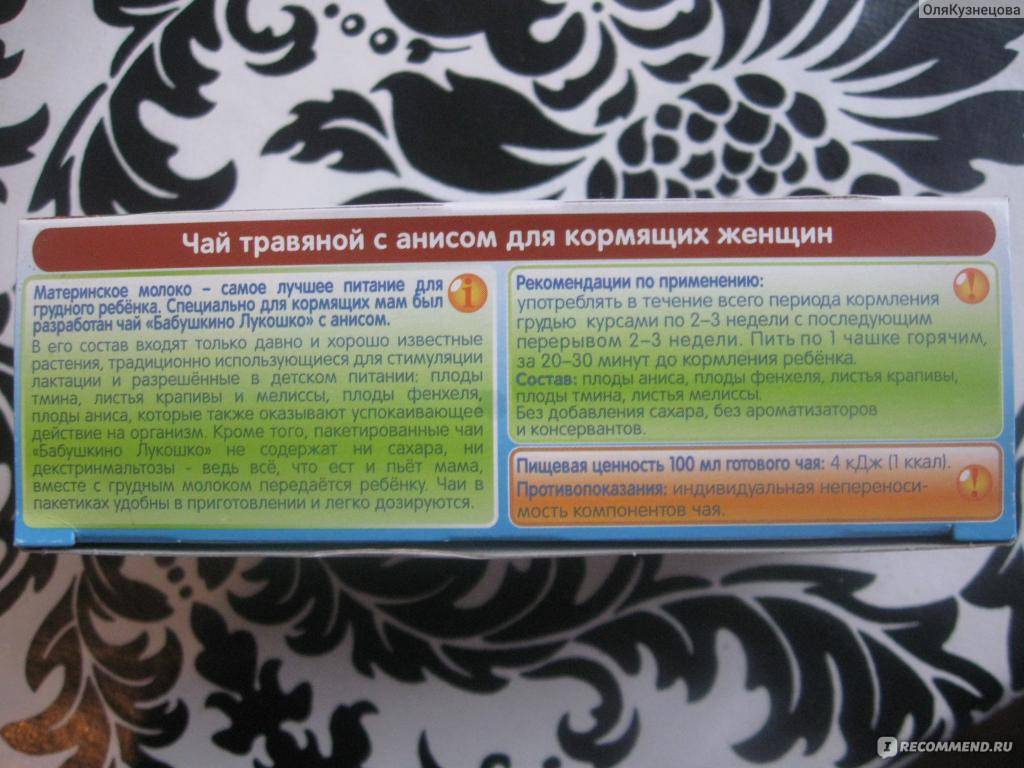 ОляКузнецова
Чай травяной с анисом для кормящих женщин
Материнское молоко – самое лучшее питание для
грудного ребёнка. Специально для кормящих мам был
разработан чай «Бабушкино Лукошко» с анисом.
В его состав входят только давно и хорошо известные
растения, традиционно использующиеся для стимуляции
лактации и разрешённые в детском питании: плоды
тмина, листья крапивы и мелиссы, плоды фенхеля,
плоды аниса, которые также оказывают успокаивающее
действие на организм. Кроме того, пакетированные чаи
«Бабушкино Лукошко» не содержат ни сахара, ни
декстринмальтозы - ведь всё, что ест и пьёт мама,
вместе с грудным молоком передаётся ребёнку. Чаи в
пакетиках удобны в приготовлении и легко дозируются.
Рекомендации по применению:
употреблять в течение всего периода кормления
грудью курсами по 2–3 недели с последующим
перерывом 2–3 недели. Пить по 1 чашке горячим,
за 20–30 минут до кормления ребёнка.
Состав: плоды аниса, плоды фенхеля, листья крапивы,
плоды тмина, листья мелиссы.
Без добавления сахара, без ароматизаторов
и консервантов.
Пищевая ценность 100 мл готового чая: 4 кДж (1 ккал).
Противопоказания: индивидуальная непереноси-
мость компонентов чая.
IRECOMMEND.RU